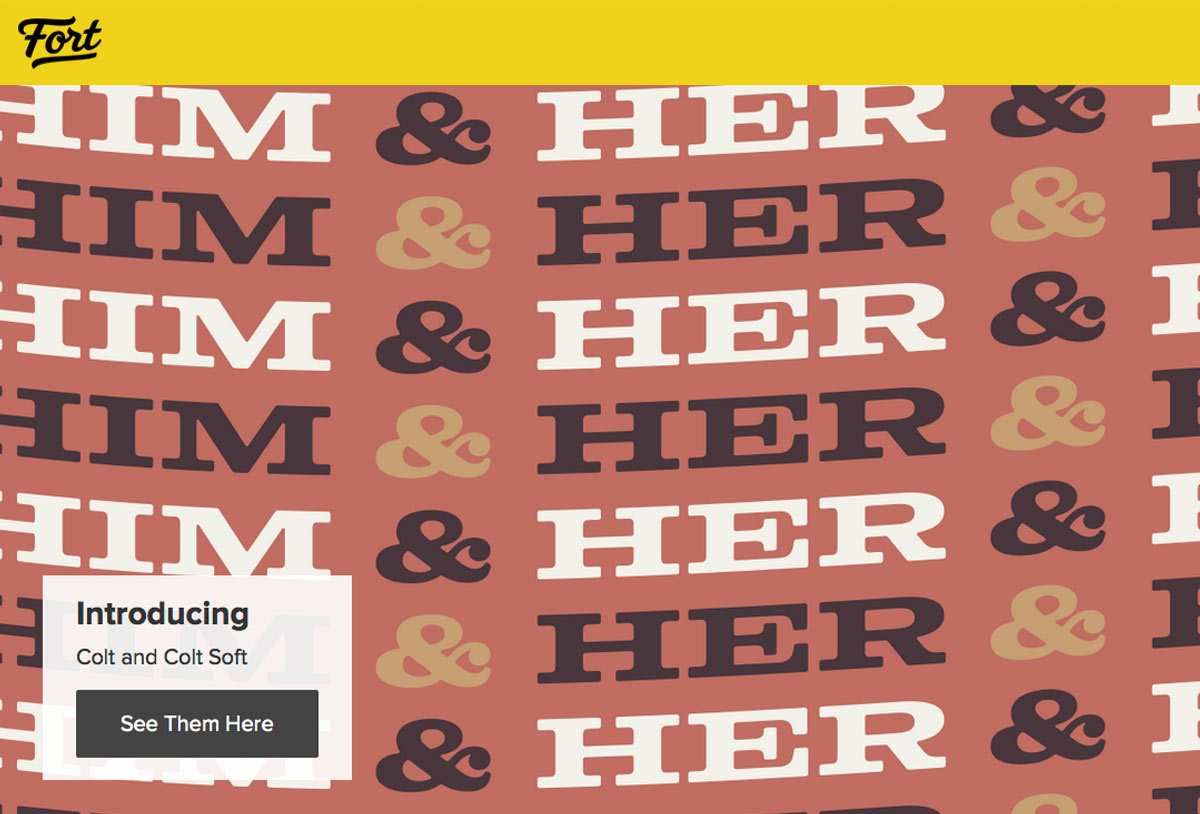 Fort
HIM & HER &
HIM & HER &
HIM & HER &
HIM & HER &
HIM & HER &
HER &
HIM & HER &
Introducing
Colt and Colt Soft
See Them Here